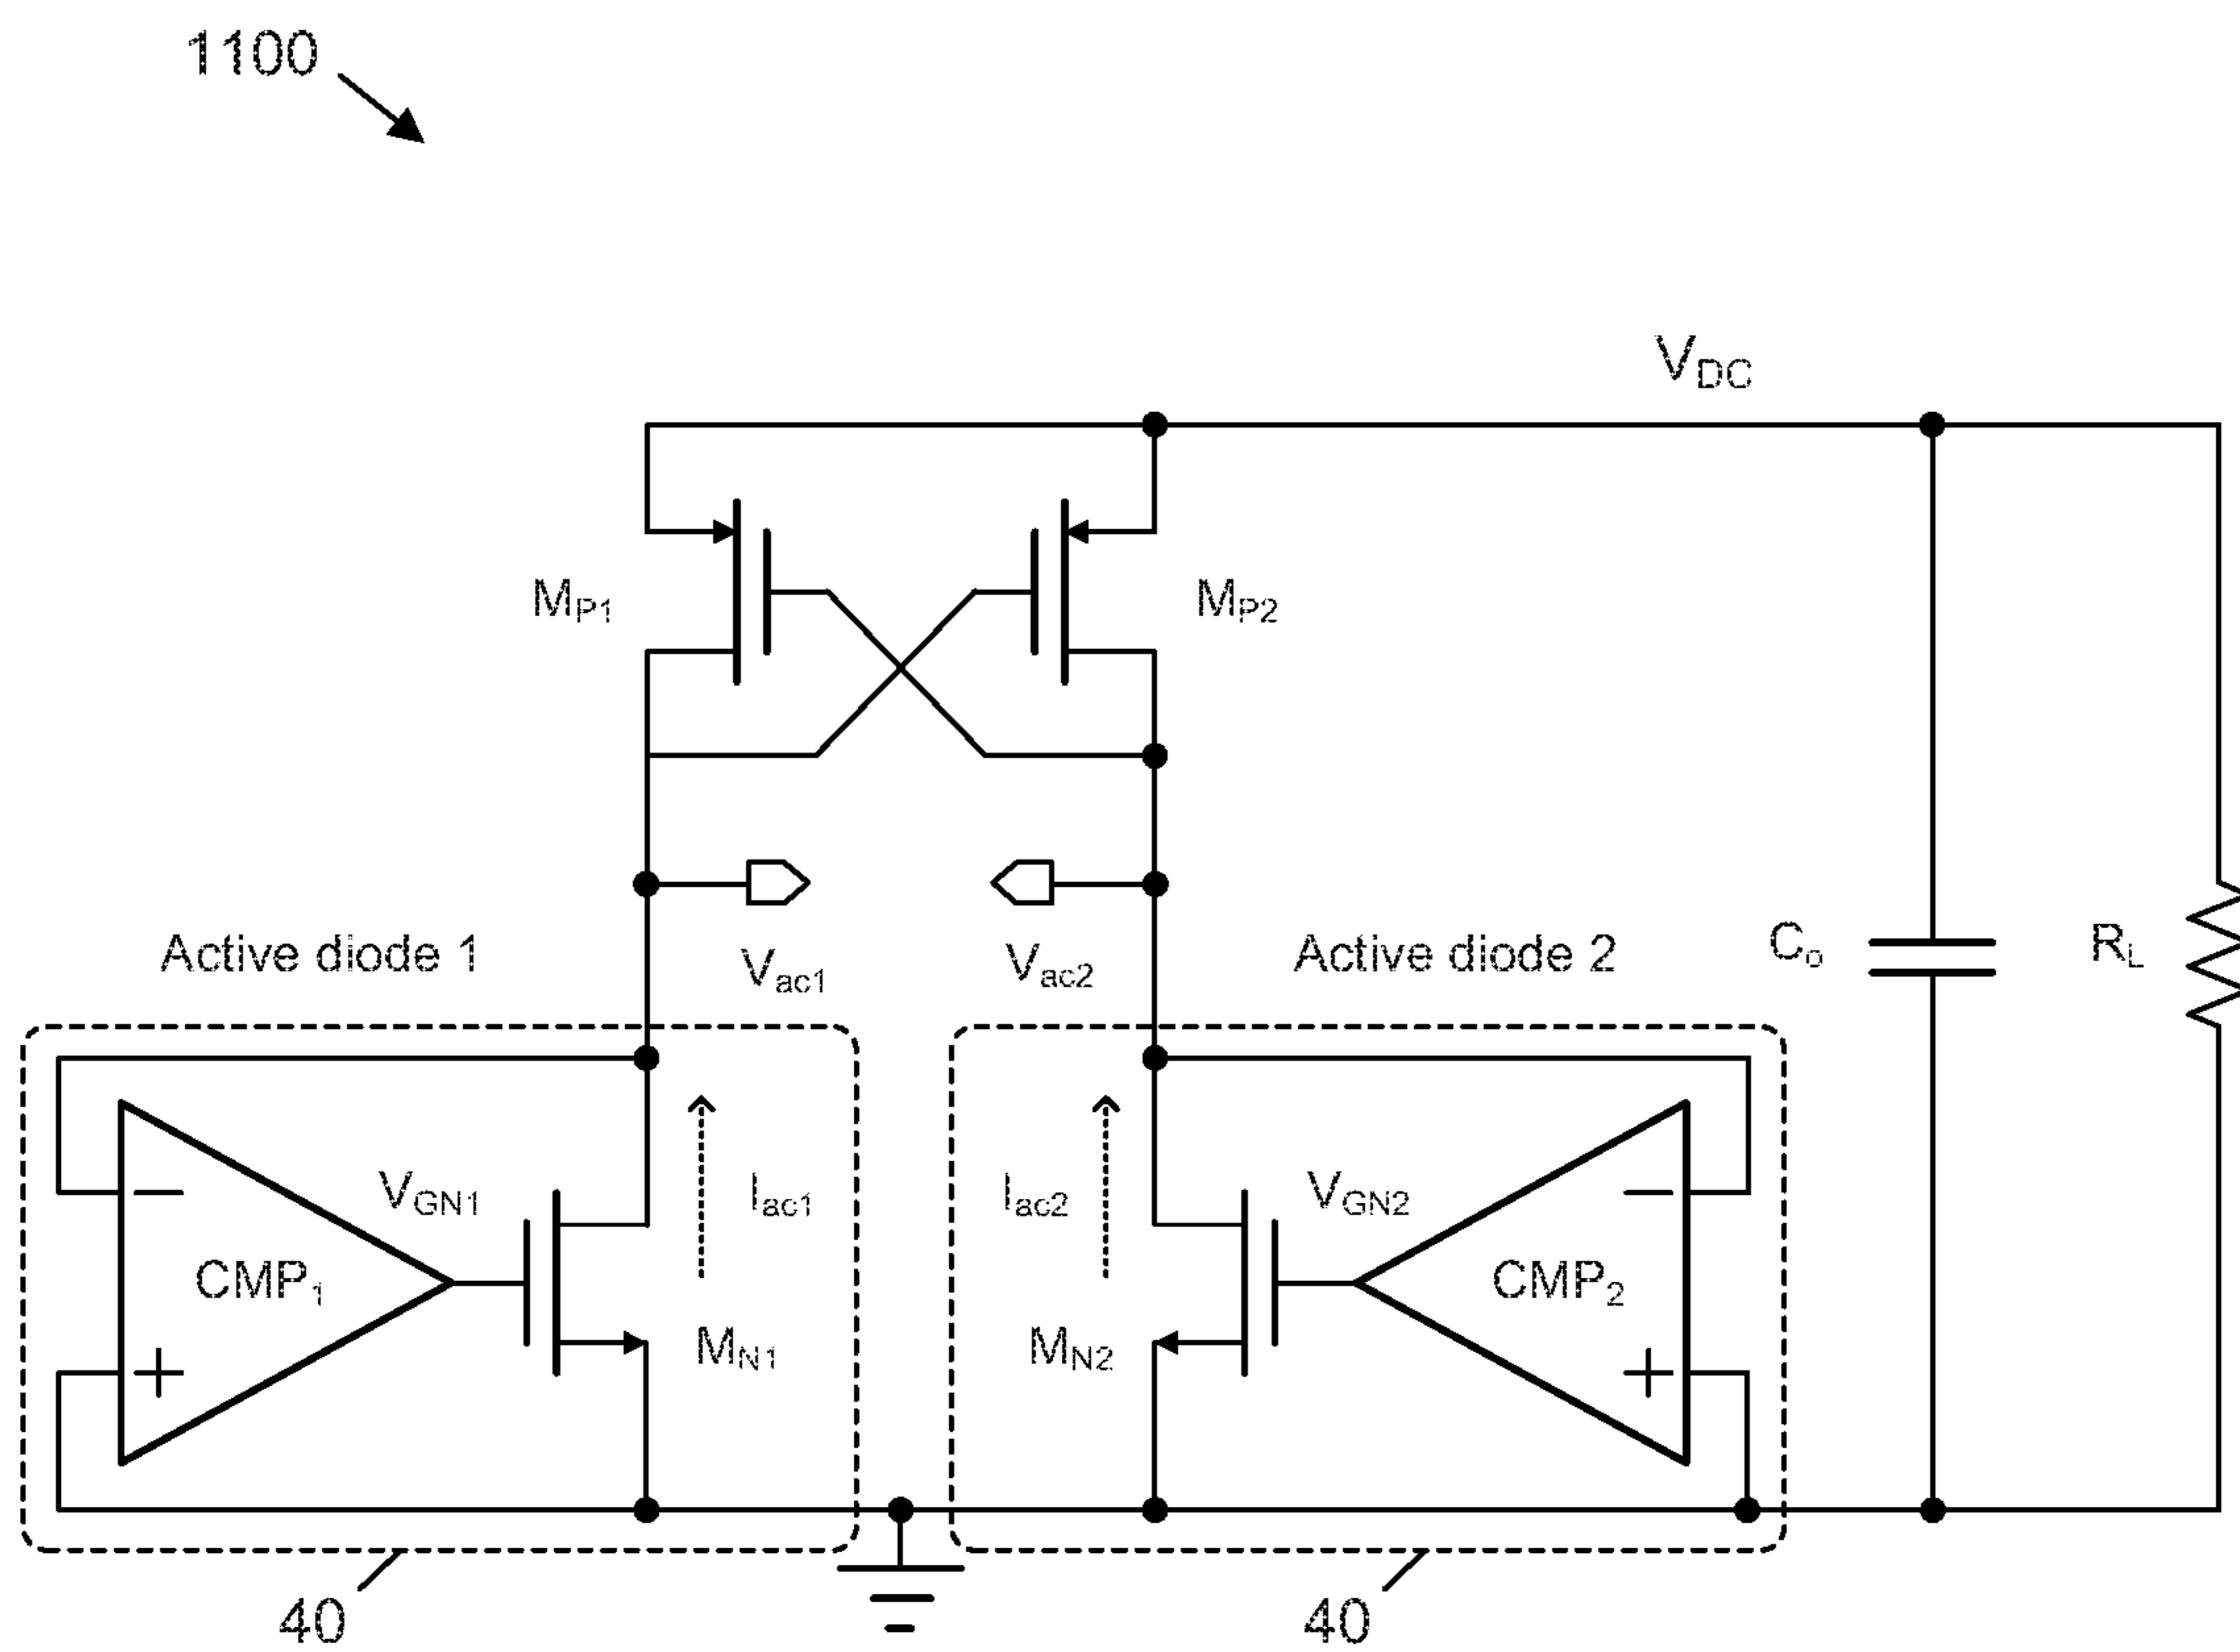 1100
VDC
MP1
MP2
Active diode 1
Vac1
Vac2
Active diode 2
Co
RL
−
VGN1
Iac1
Iac2
VGN2
−
CMP1
CMP2
+
MN1
MN2
+
40
40